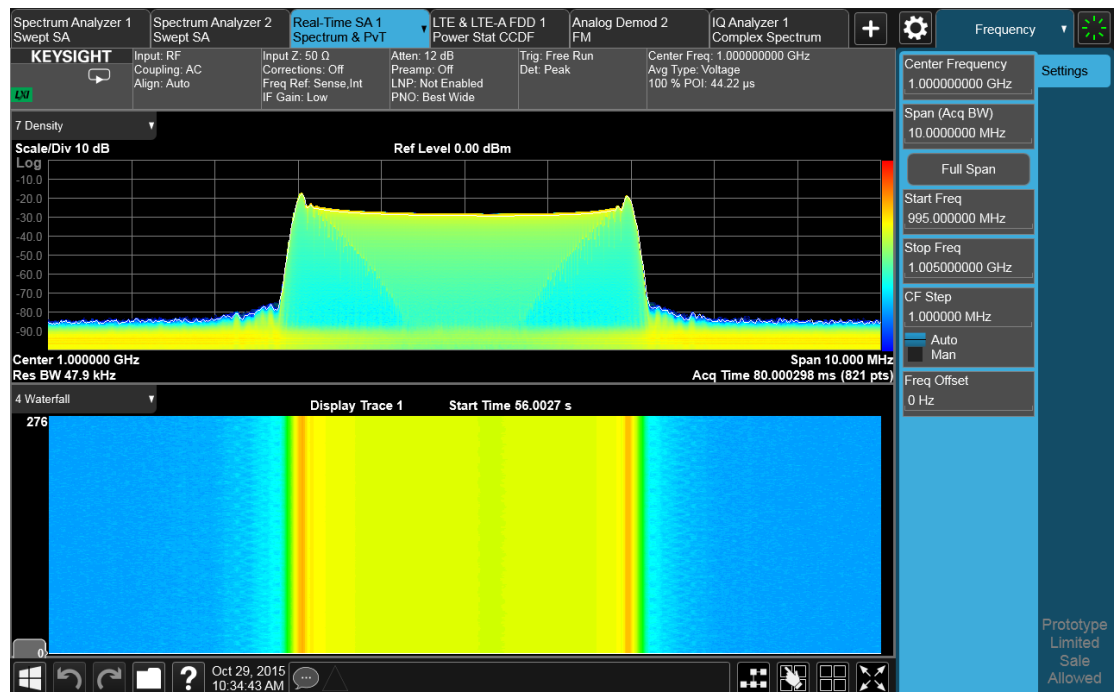 Spectrum Analyzer 1 Spectrum Analyzer 2 Real-Time SA 1 LTE & LTE-A FDD 1 Analog Demod 2 IQ Analyzer 1
Swept SA Swept SA Spectrum & PvT Power Stat CCDF FM Complex Spectrum + Frequency
KEYSIGHT
LXI
Input: RF
Coupling: AC
Align: Auto
Input Z: 50 Ω
Corrections: Off
Freq Ref: Sense,Int
IF Gain: Low
Atten: 12 dB
Preamp: Off
LNP: Not Enabled
PNO: Best Wide
Trig: Free Run
Det: Peak
Center Freq: 1.000000000 GHz
Avg Type: Voltage
100 % POI: 44.22 µs
7 Density
Scale/Div 10 dB Ref Level 0.00 dBm
Log
-10.0
-20.0
-30.0
-40.0
-50.0
-60.0
-70.0
-80.0
-90.0
Center 1.000000 GHz Span 10.000 MHz
Res BW 47.9 kHz Acq Time 80.000298 ms (821 pts)
4 Waterfall
Display Trace 1 Start Time 56.0027 s
276
0
Center Frequency
1.000000000 GHz
Span (Acq BW)
10.0000000 MHz
Full Span
Start Freq
995.000000 MHz
Stop Freq
1.005000000 GHz
CF Step
1.000000 MHz
Auto
Man
Freq Offset
0 Hz
Settings
Prototype
Limited
Sale
Allowed
? Oct 29, 2015
10:34:43 AM